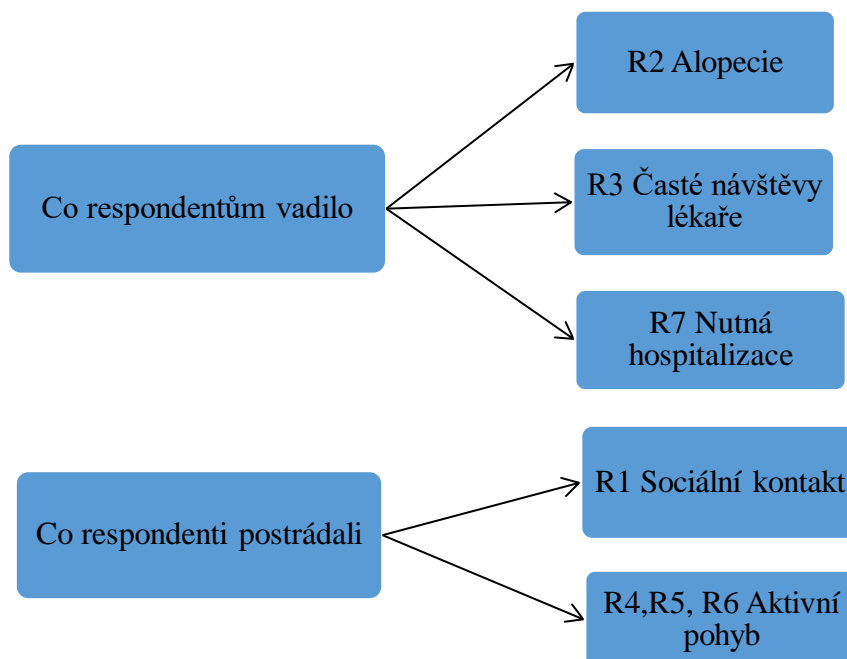 Co respondentům vadilo
R2 Alopecie
R3 Časté návštěvy
lékaře
R7 Nutná
hospitalizace
Co respondenti postrádali
R1 Sociální kontakt
R4,R5, R6 Aktivní
pohyb